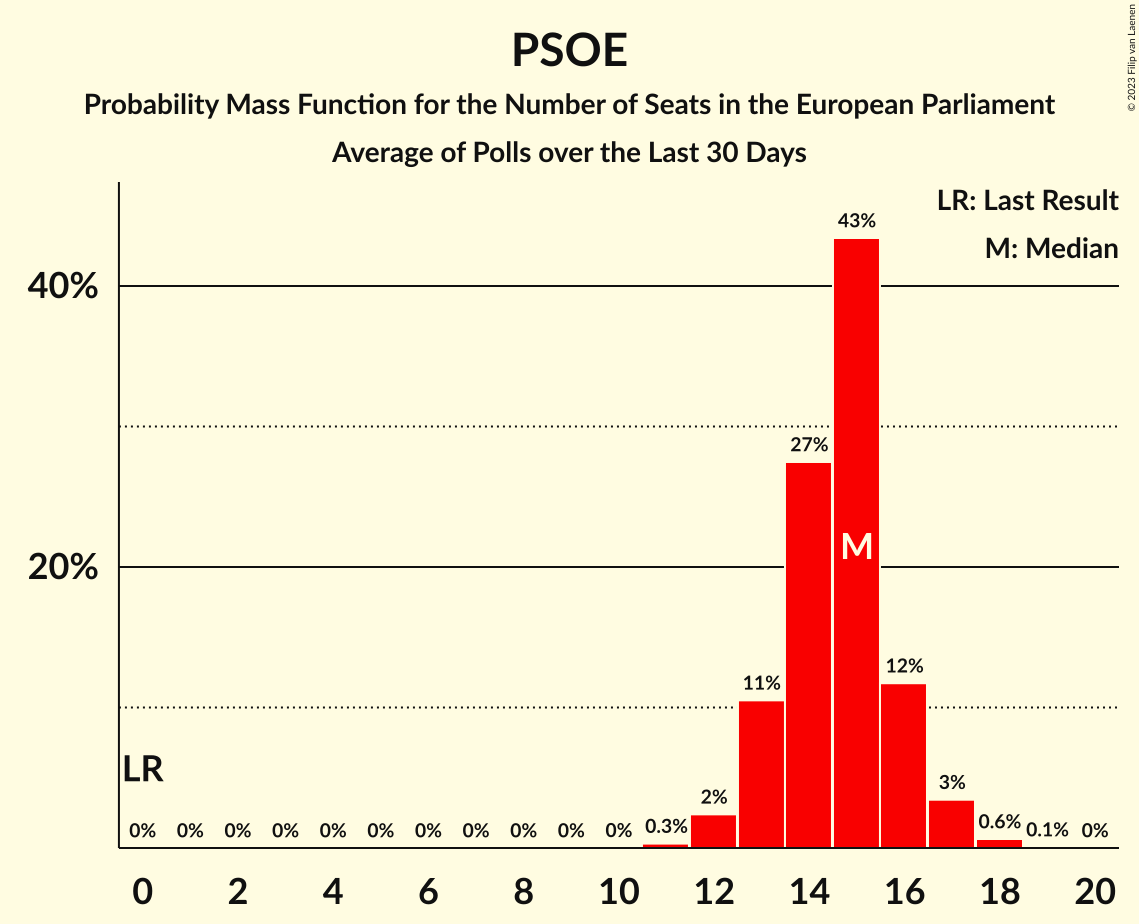 PSOE
Probability Mass Function for the Number of Seats in the European Parliament
Average of Polls over the Last 30 Days
© 2023 Filip van Laenen
LR: Last Result
M: Median
40%
20%
43%
27%
M
12%
11%
LR
3%
2%
0% 0% 0% 0% 0% 0% 0% 0% 0% 0% 0% 0.3% 0.6% 0.1% 0%
0 2 4 6 8 10 12 14 16 18 20